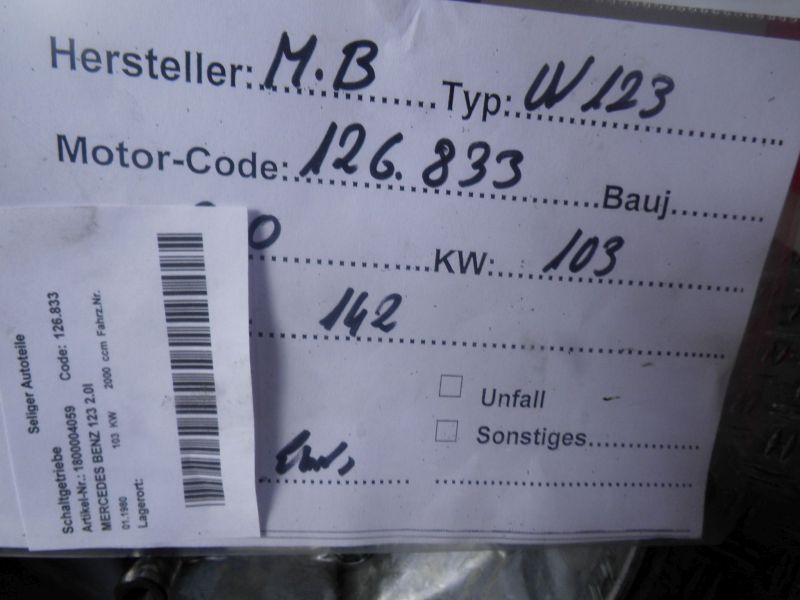 Hersteller: M.B Typ: W123
Motor-Code: 126.833 Bauj
0 KW: 103
142
Unfall
Sonstiges
Seliger Autoteile
Schaltgetriebe Code: 126.833
Artikel-Nr.: 1800004059
MERCEDES BENZ 123 2.0l
01.1980 103 KW 2000 ccm Fahrz.Nr.
Lagerort: